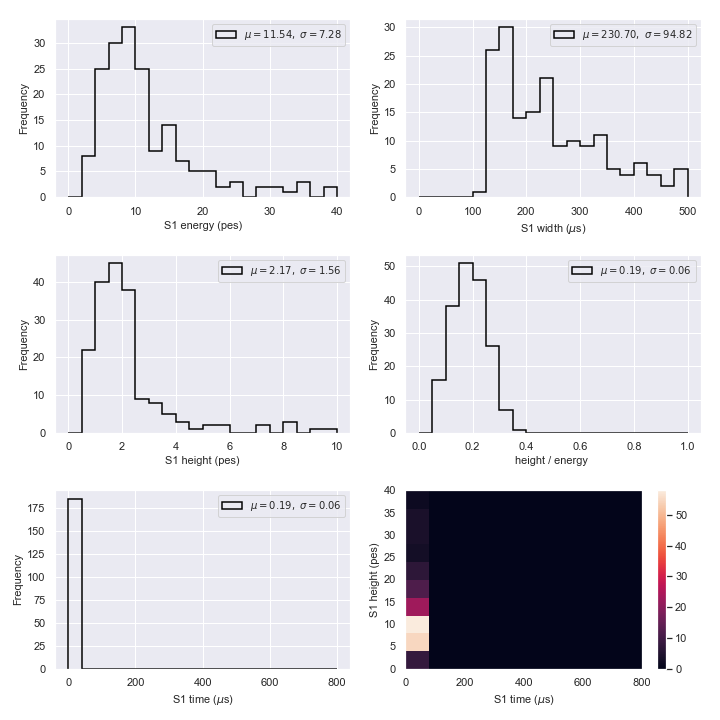 μ = 11.54, σ = 7.28
Frequency
30
25
20
15
10
5
0
0 10 20 30 40
S1 energy (pes)
μ = 230.70, σ = 94.82
Frequency
30
25
20
15
10
5
0
0 100 200 300 400 500
S1 width (μs)
μ = 2.17, σ = 1.56
Frequency
40
30
20
10
0
0 2 4 6 8 10
S1 height (pes)
μ = 0.19, σ = 0.06
Frequency
50
40
30
20
10
0
0.0 0.2 0.4 0.6 0.8 1.0
height / energy
μ = 0.19, σ = 0.06
Frequency
175
150
125
100
75
50
25
0
0 200 400 600 800
S1 time (μs)
S1 height (pes)
40
35
30
25
20
15
10
5
0
0 200 400 600 800
S1 time (μs)
50
40
30
20
10
0